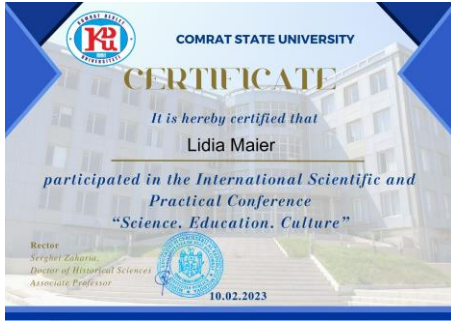 COMRAT STATE UNIVERSITY
CERTIFICATE
It is hereby certified that
Lidia Maier
participated in the International Scientific and
Practical Conference
“Science. Education. Culture”
Rector
Serghei Zaharia,
Doctor of Historical Sciences
Associate Professor
10.02.2023